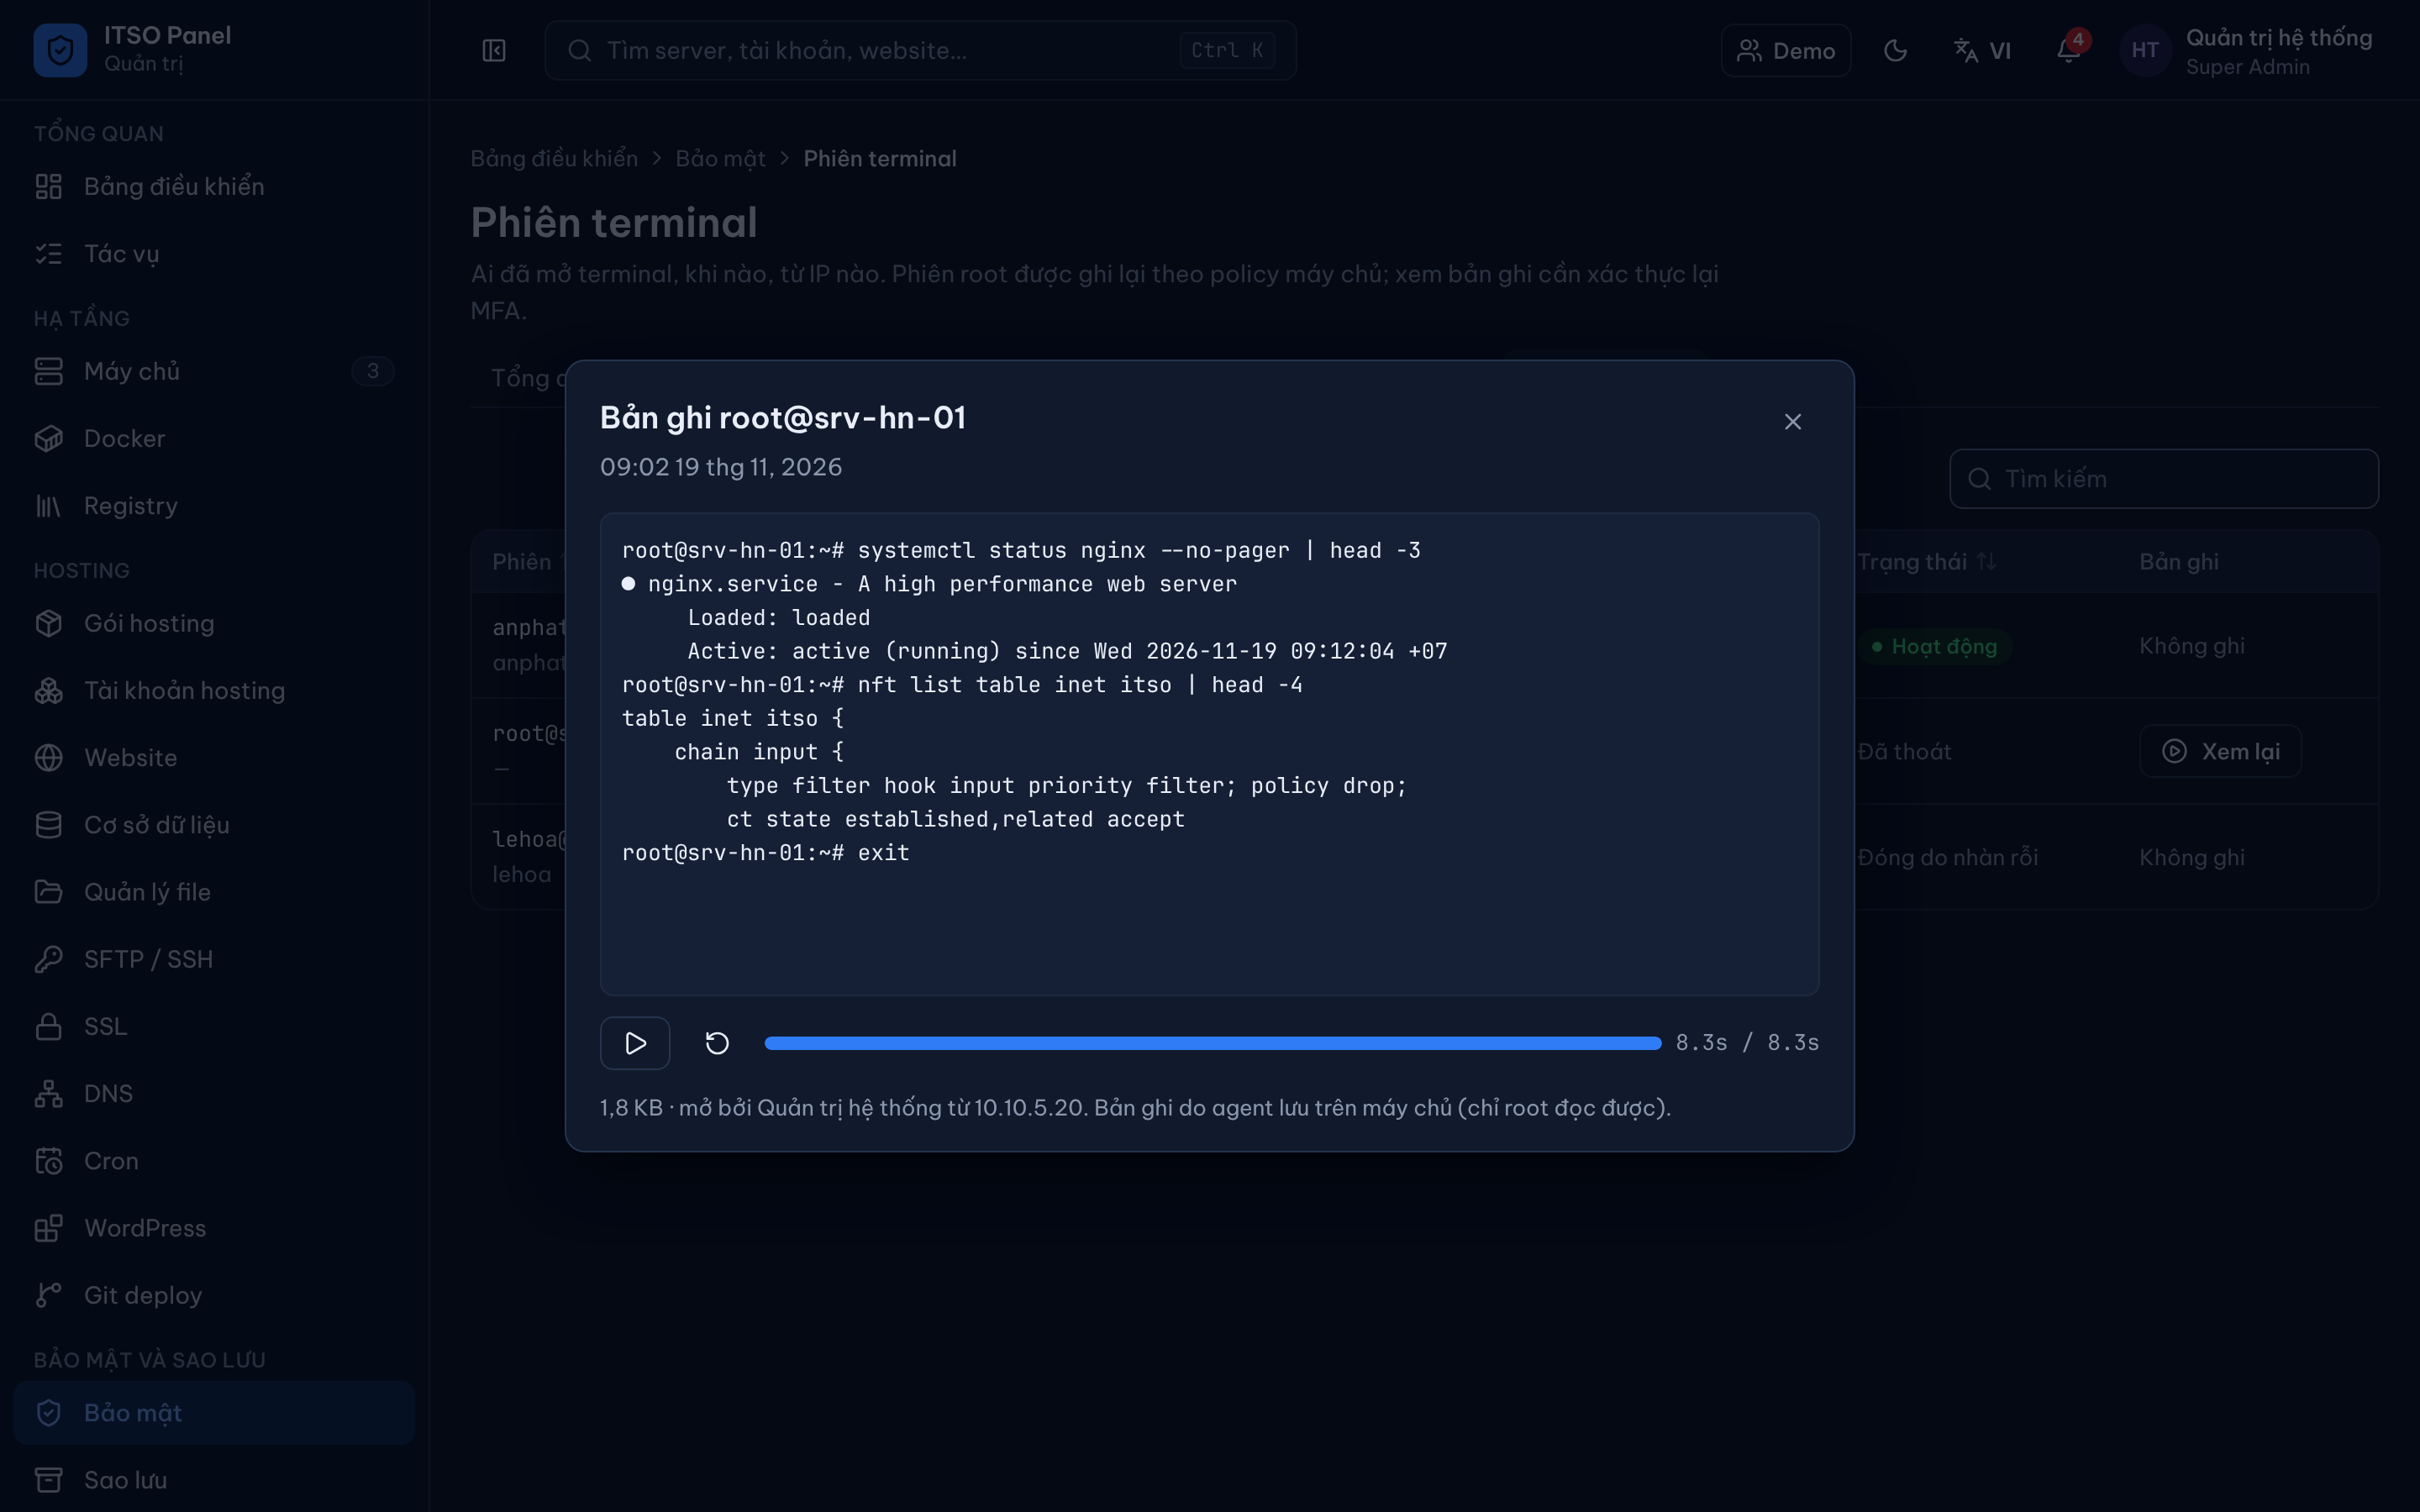 ITSO Panel
Quản trị
Tìm server, tài khoản, website...
Ctrl K
Demo
VI
4
HT
Quản trị hệ thống
Super Admin
TỔNG QUAN
Bảng điều khiển
Tác vụ
HẠ TẦNG
Máy chủ
3
Docker
Registry
HOSTING
Gói hosting
Tài khoản hosting
Website
Cơ sở dữ liệu
Quản lý file
SFTP / SSH
SSL
DNS
Cron
WordPress
Git deploy
BẢO MẬT VÀ SAO LƯU
Bảo mật
Sao lưu
Bảng điều khiển > Bảo mật > Phiên terminal
Phiên terminal
Ai đã mở terminal, khi nào, từ IP nào. Phiên root được ghi lại theo policy máy chủ; xem bản ghi cần xác thực lại
MFA.
Tổng
Tìm kiếm
Phiên
Trạng thái
Bản ghi
Hoạt động
Không ghi
—
Đã thoát
Xem lại
lehoa
Đóng do nhàn rỗi
Không ghi
Bản ghi root@srv-hn-01
09:02 19 thg 11, 2026
root@srv-hn-01:~# systemctl status nginx --no-pager | head -3
● nginx.service - A high performance web server
Loaded: loaded
Active: active (running) since Wed 2026-11-19 09:12:04 +07
root@srv-hn-01:~# nft list table inet itso | head -4
table inet itso {
chain input {
type filter hook input priority filter; policy drop;
ct state established,related accept
root@srv-hn-01:~# exit
8.3s / 8.3s
1,8 KB · mở bởi Quản trị hệ thống từ 10.10.5.20. Bản ghi do agent lưu trên máy chủ (chỉ root đọc được).